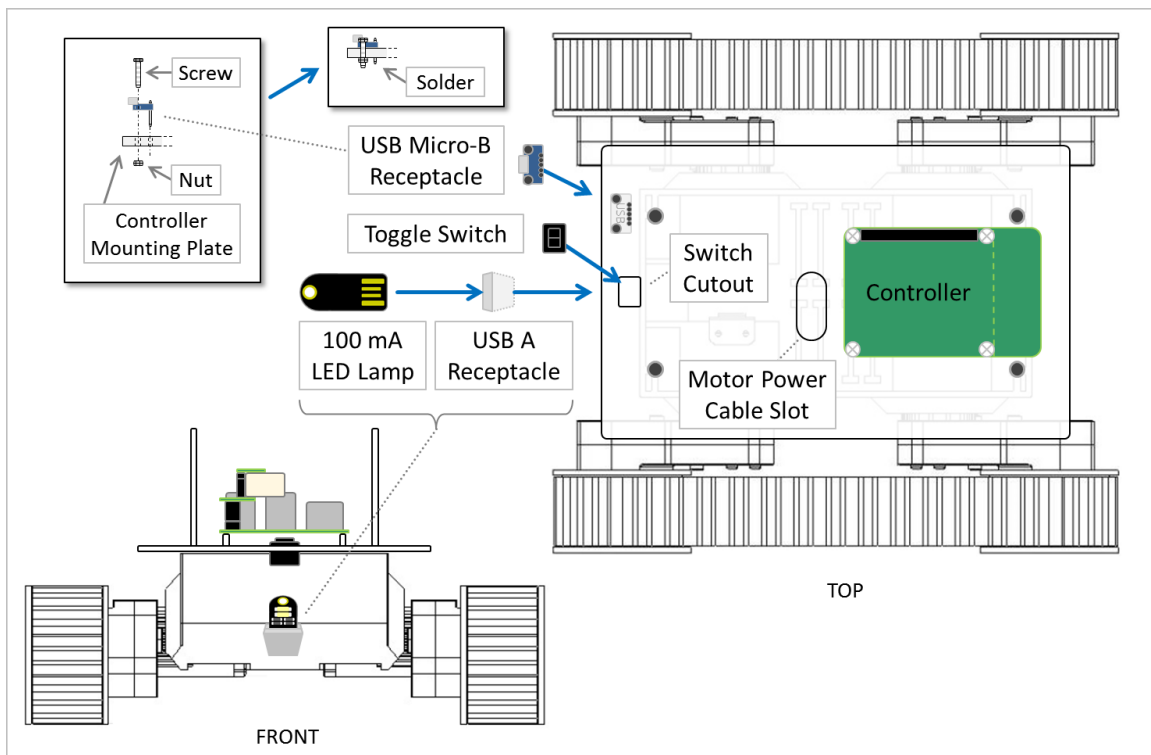 Screw
Nut
Controller
Mounting Plate
Solder
USB Micro-B
Receptacle
USB
Toggle Switch
Switch
Cutout
Controller
100 mA
LED Lamp
USB A
Receptacle
Motor Power
Cable Slot
TOP
FRONT